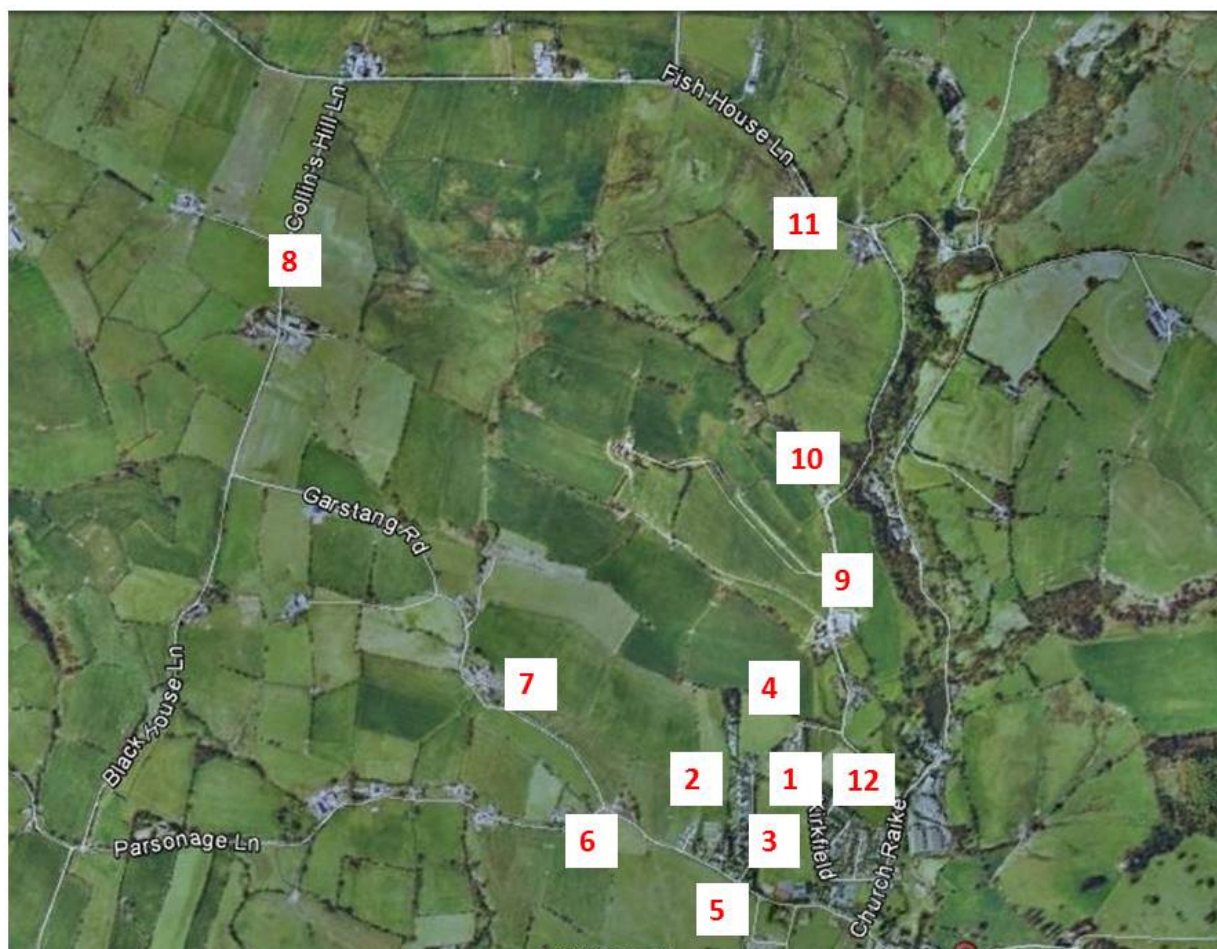 Fish House Ln
Collin's Hill Ln
11
8
10
Garstang Rd
9
7
4
Black House Ln
2
1
12
Kirkfield
Church Raike
6
3
Parsonage Ln
5